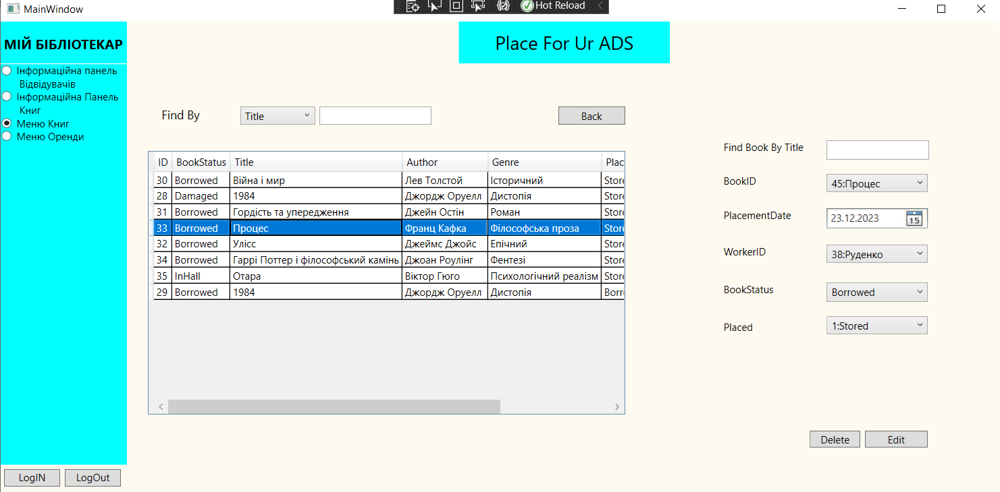 MainWindow
Hot Reload
МІЙ БІБЛІОТЕКАР
Place For Ur ADS
Інформаційна панель
Відвідувачів
Інформаційна Панель
Книг
Меню Книг
Меню Оренди
Find By
Title
Back
ID BookStatus Title Author Genre Plac
30 Borrowed Війна і мир Лев Толстой Історичний Store
28 Damaged 1984 Джордж Оруелл Дистопія Store
31 Borrowed Гордість та упередження Джейн Остін Роман Store
33 Borrowed Процес Франц Кафка Філософська проза Store
32 Borrowed Улісс Джеймс Джойс Епічний Store
34 Borrowed Гаррі Поттер і філософський камінь Джоан Роулінг Фентезі Store
35 InHall Отара Віктор Гюго Психологічний реалізм Store
29 Borrowed 1984 Джордж Оруелл Дистопія Borr
Find Book By Title
BookID 45:Процес
PlacementDate 23.12.2023 15
WorkerID 38:Руденко
BookStatus Borrowed
Placed 1:Stored
Delete Edit
LogIN LogOut